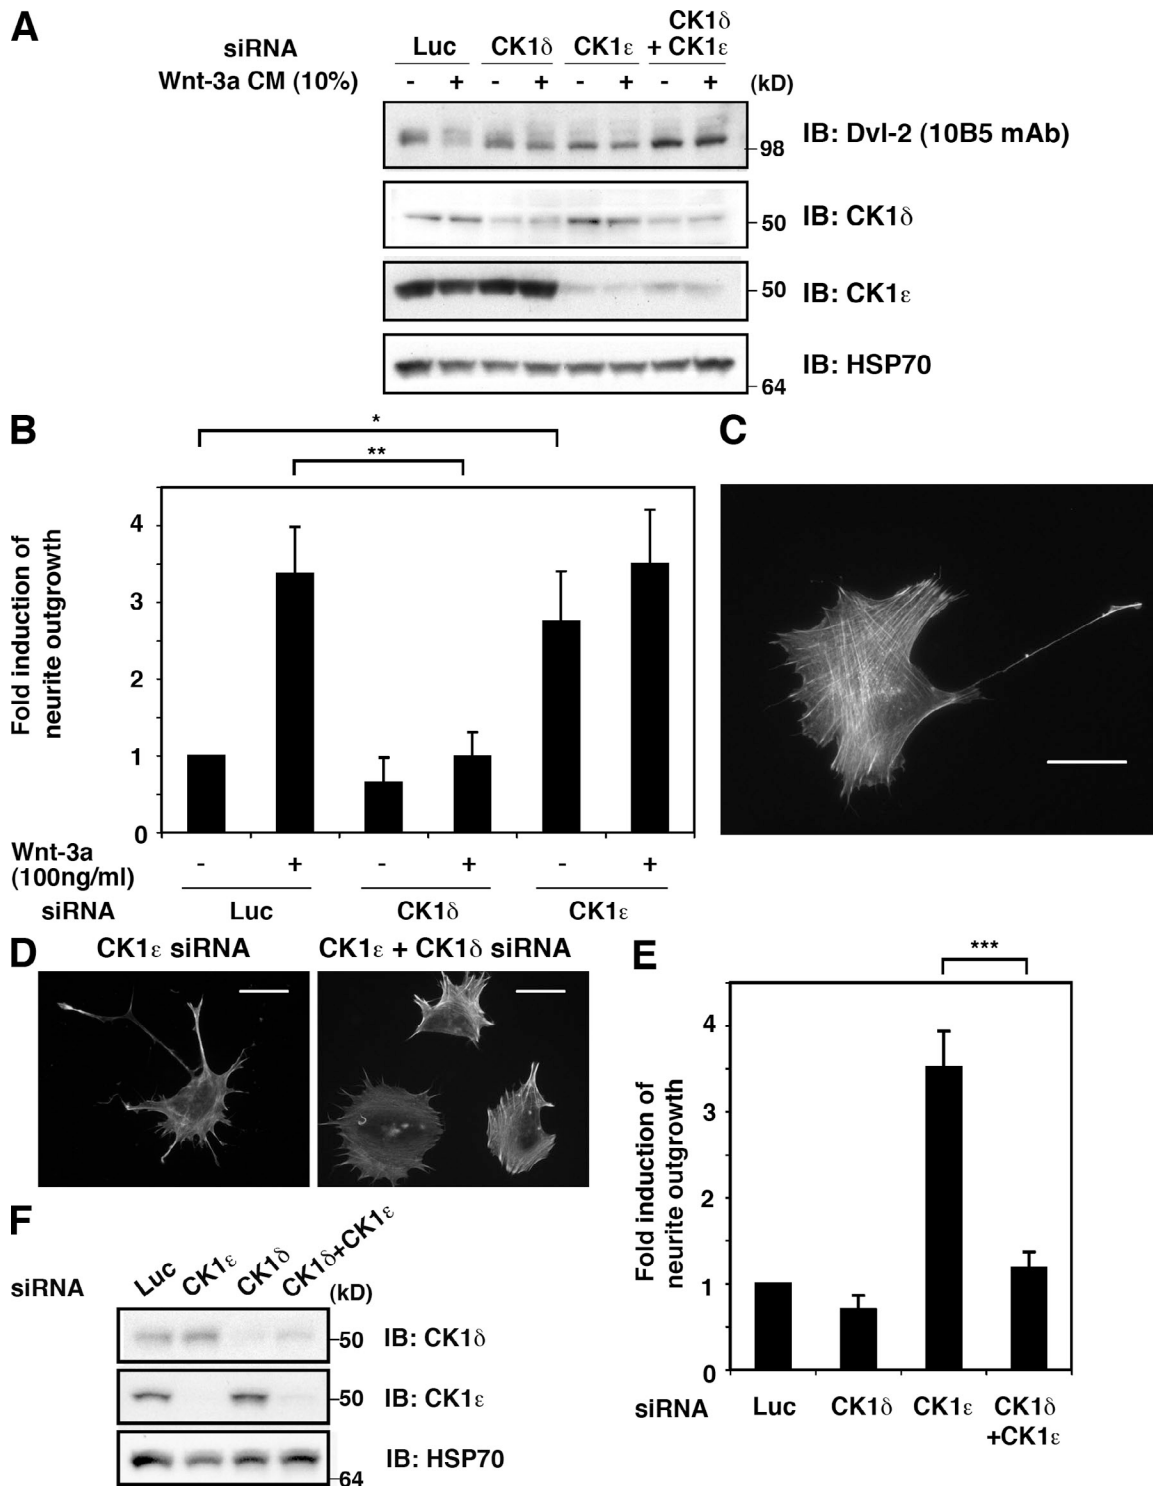 A
siRNA Luc CK1δ CK1ε CK1δ + CK1ε
Wnt-3a CM (10%) - + - + - + - + (kD)
98 IB: Dvl-2 (10B5 mAb)
50 IB: CK1δ
50 IB: CK1ε
IB: HSP70
64
B
*
**
Fold induction of
neurite outgrowth
4
3
2
1
0
Wnt-3a
(100ng/ml) - + - + - +
siRNA Luc CK1δ CK1ε
C
D
CK1ε siRNA CK1ε + CK1δ siRNA
E
***
Fold induction of
neurite outgrowth
4
3
2
1
0
siRNA Luc CK1δ CK1ε CK1δ
+CK1ε
F
siRNA Luc CK1ε CK1δ CK1δ+CK1ε
(kD)
50 IB: CK1δ
50 IB: CK1ε
IB: HSP70
64